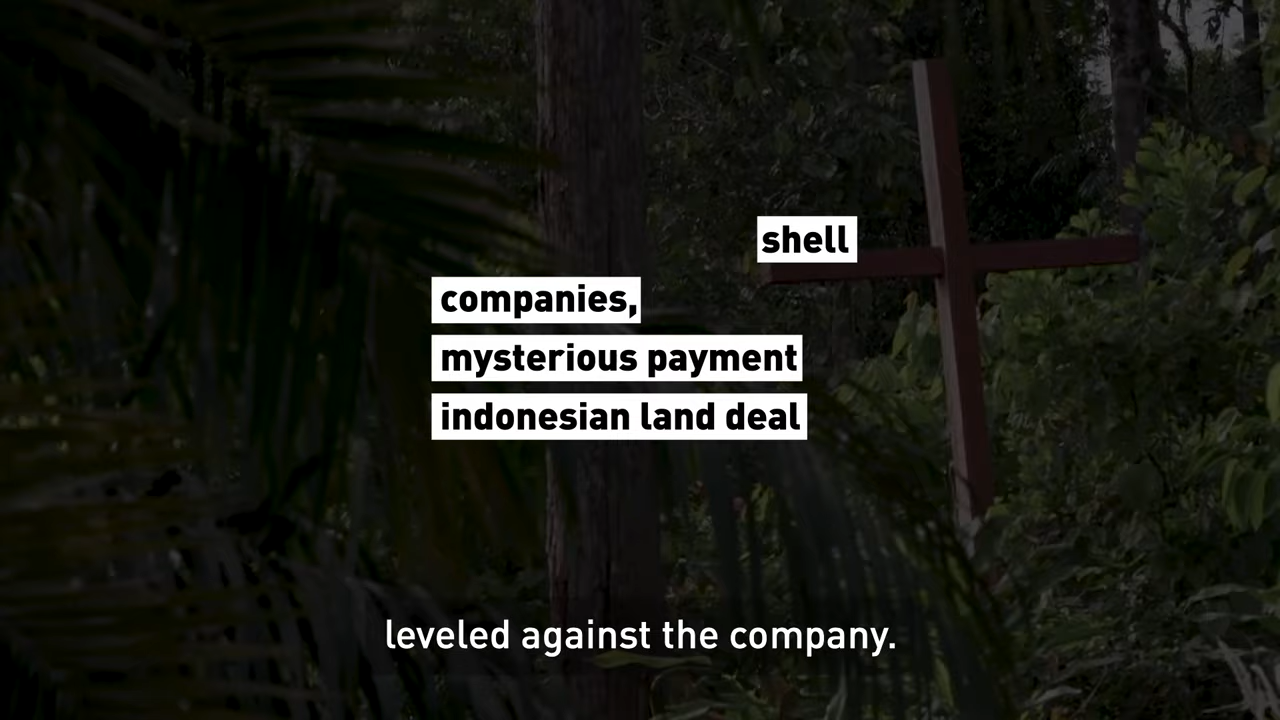 shell
companies,
mysterious payment
indonesian land deal
leveled against the company.